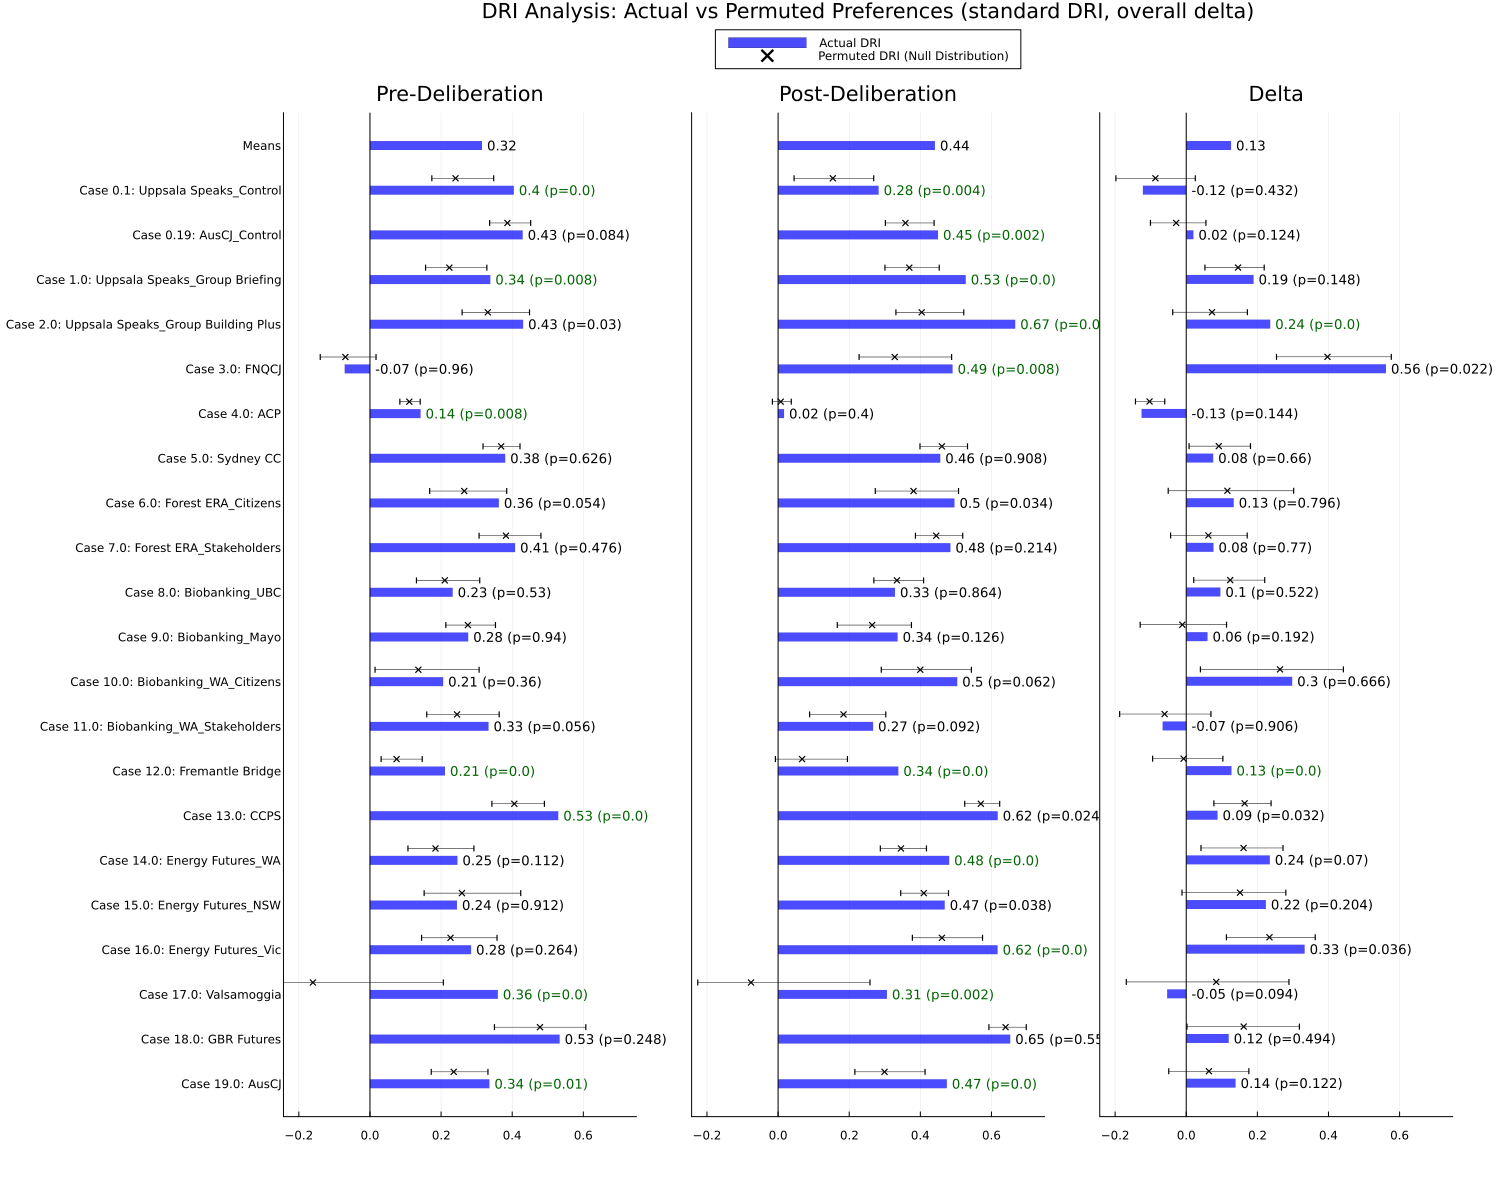 DRI Analysis: Actual vs Permuted Preferences (standard DRI, overall delta)
Actual DRI
Permuted DRI (Null Distribution)
Pre-Deliberation Post-Deliberation Delta
Means 0.32 0.44 0.13
Case 0.1: Uppsala Speaks_Control 0.4 (p=0.0) 0.28 (p=0.004) -0.12 (p=0.432)
Case 0.19: AusCJ_Control 0.43 (p=0.084) 0.45 (p=0.002) 0.02 (p=0.124)
Case 1.0: Uppsala Speaks_Group Briefing 0.34 (p=0.008) 0.53 (p=0.0) 0.19 (p=0.148)
Case 2.0: Uppsala Speaks_Group Building Plus 0.43 (p=0.03) 0.67 (p=0.0 0.24 (p=0.0)
Case 3.0: FNQCJ -0.07 (p=0.96) 0.49 (p=0.008) 0.56 (p=0.022)
Case 4.0: ACP 0.14 (p=0.008) 0.02 (p=0.4) -0.13 (p=0.144)
Case 5.0: Sydney CC 0.38 (p=0.626) 0.46 (p=0.908) 0.08 (p=0.66)
Case 6.0: Forest ERA_Citizens 0.36 (p=0.054) 0.5 (p=0.034) 0.13 (p=0.796)
Case 7.0: Forest ERA_Stakeholders 0.41 (p=0.476) 0.48 (p=0.214) 0.08 (p=0.77)
Case 8.0: Biobanking_UBC 0.23 (p=0.53) 0.33 (p=0.864) 0.1 (p=0.522)
Case 9.0: Biobanking_Mayo 0.28 (p=0.94) 0.34 (p=0.126) 0.06 (p=0.192)
Case 10.0: Biobanking_WA_Citizens 0.21 (p=0.36) 0.5 (p=0.062) 0.3 (p=0.666)
Case 11.0: Biobanking_WA_Stakeholders 0.33 (p=0.056) 0.27 (p=0.092) -0.07 (p=0.906)
Case 12.0: Fremantle Bridge 0.21 (p=0.0) 0.34 (p=0.0) 0.13 (p=0.0)
Case 13.0: CCPS 0.53 (p=0.0) 0.62 (p=0.024 0.09 (p=0.032)
Case 14.0: Energy Futures_WA 0.25 (p=0.112) 0.48 (p=0.0) 0.24 (p=0.07)
Case 15.0: Energy Futures_NSW 0.24 (p=0.912) 0.47 (p=0.038) 0.22 (p=0.204)
Case 16.0: Energy Futures_Vic 0.28 (p=0.264) 0.62 (p=0.0) 0.33 (p=0.036)
Case 17.0: Valsamoggia 0.36 (p=0.0) 0.31 (p=0.002) -0.05 (p=0.094)
Case 18.0: GBR Futures 0.53 (p=0.248) 0.65 (p=0.55 0.12 (p=0.494)
Case 19.0: AusCJ 0.34 (p=0.01) 0.47 (p=0.0) 0.14 (p=0.122)
−0.2 0.0 0.2 0.4 0.6 −0.2 0.0 0.2 0.4 0.6 −0.2 0.0 0.2 0.4 0.6